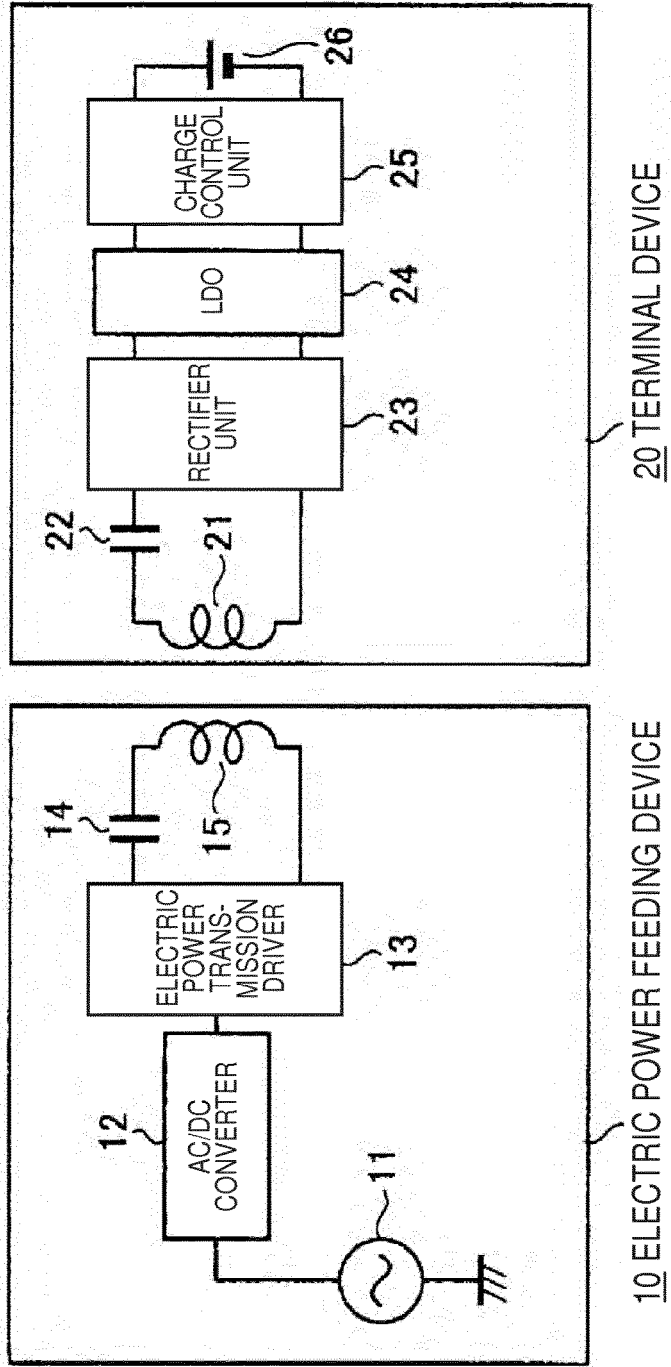 11
12
AC/DC
CONVERTER
ELECTRIC
POWER
TRANS-
MISSION
DRIVER
13
14
15
10 ELECTRIC POWER FEEDING DEVICE
21
22
RECTIFIER
UNIT
23
LDO
24
CHARGE
CONTROL
UNIT
25
26
20 TERMINAL DEVICE